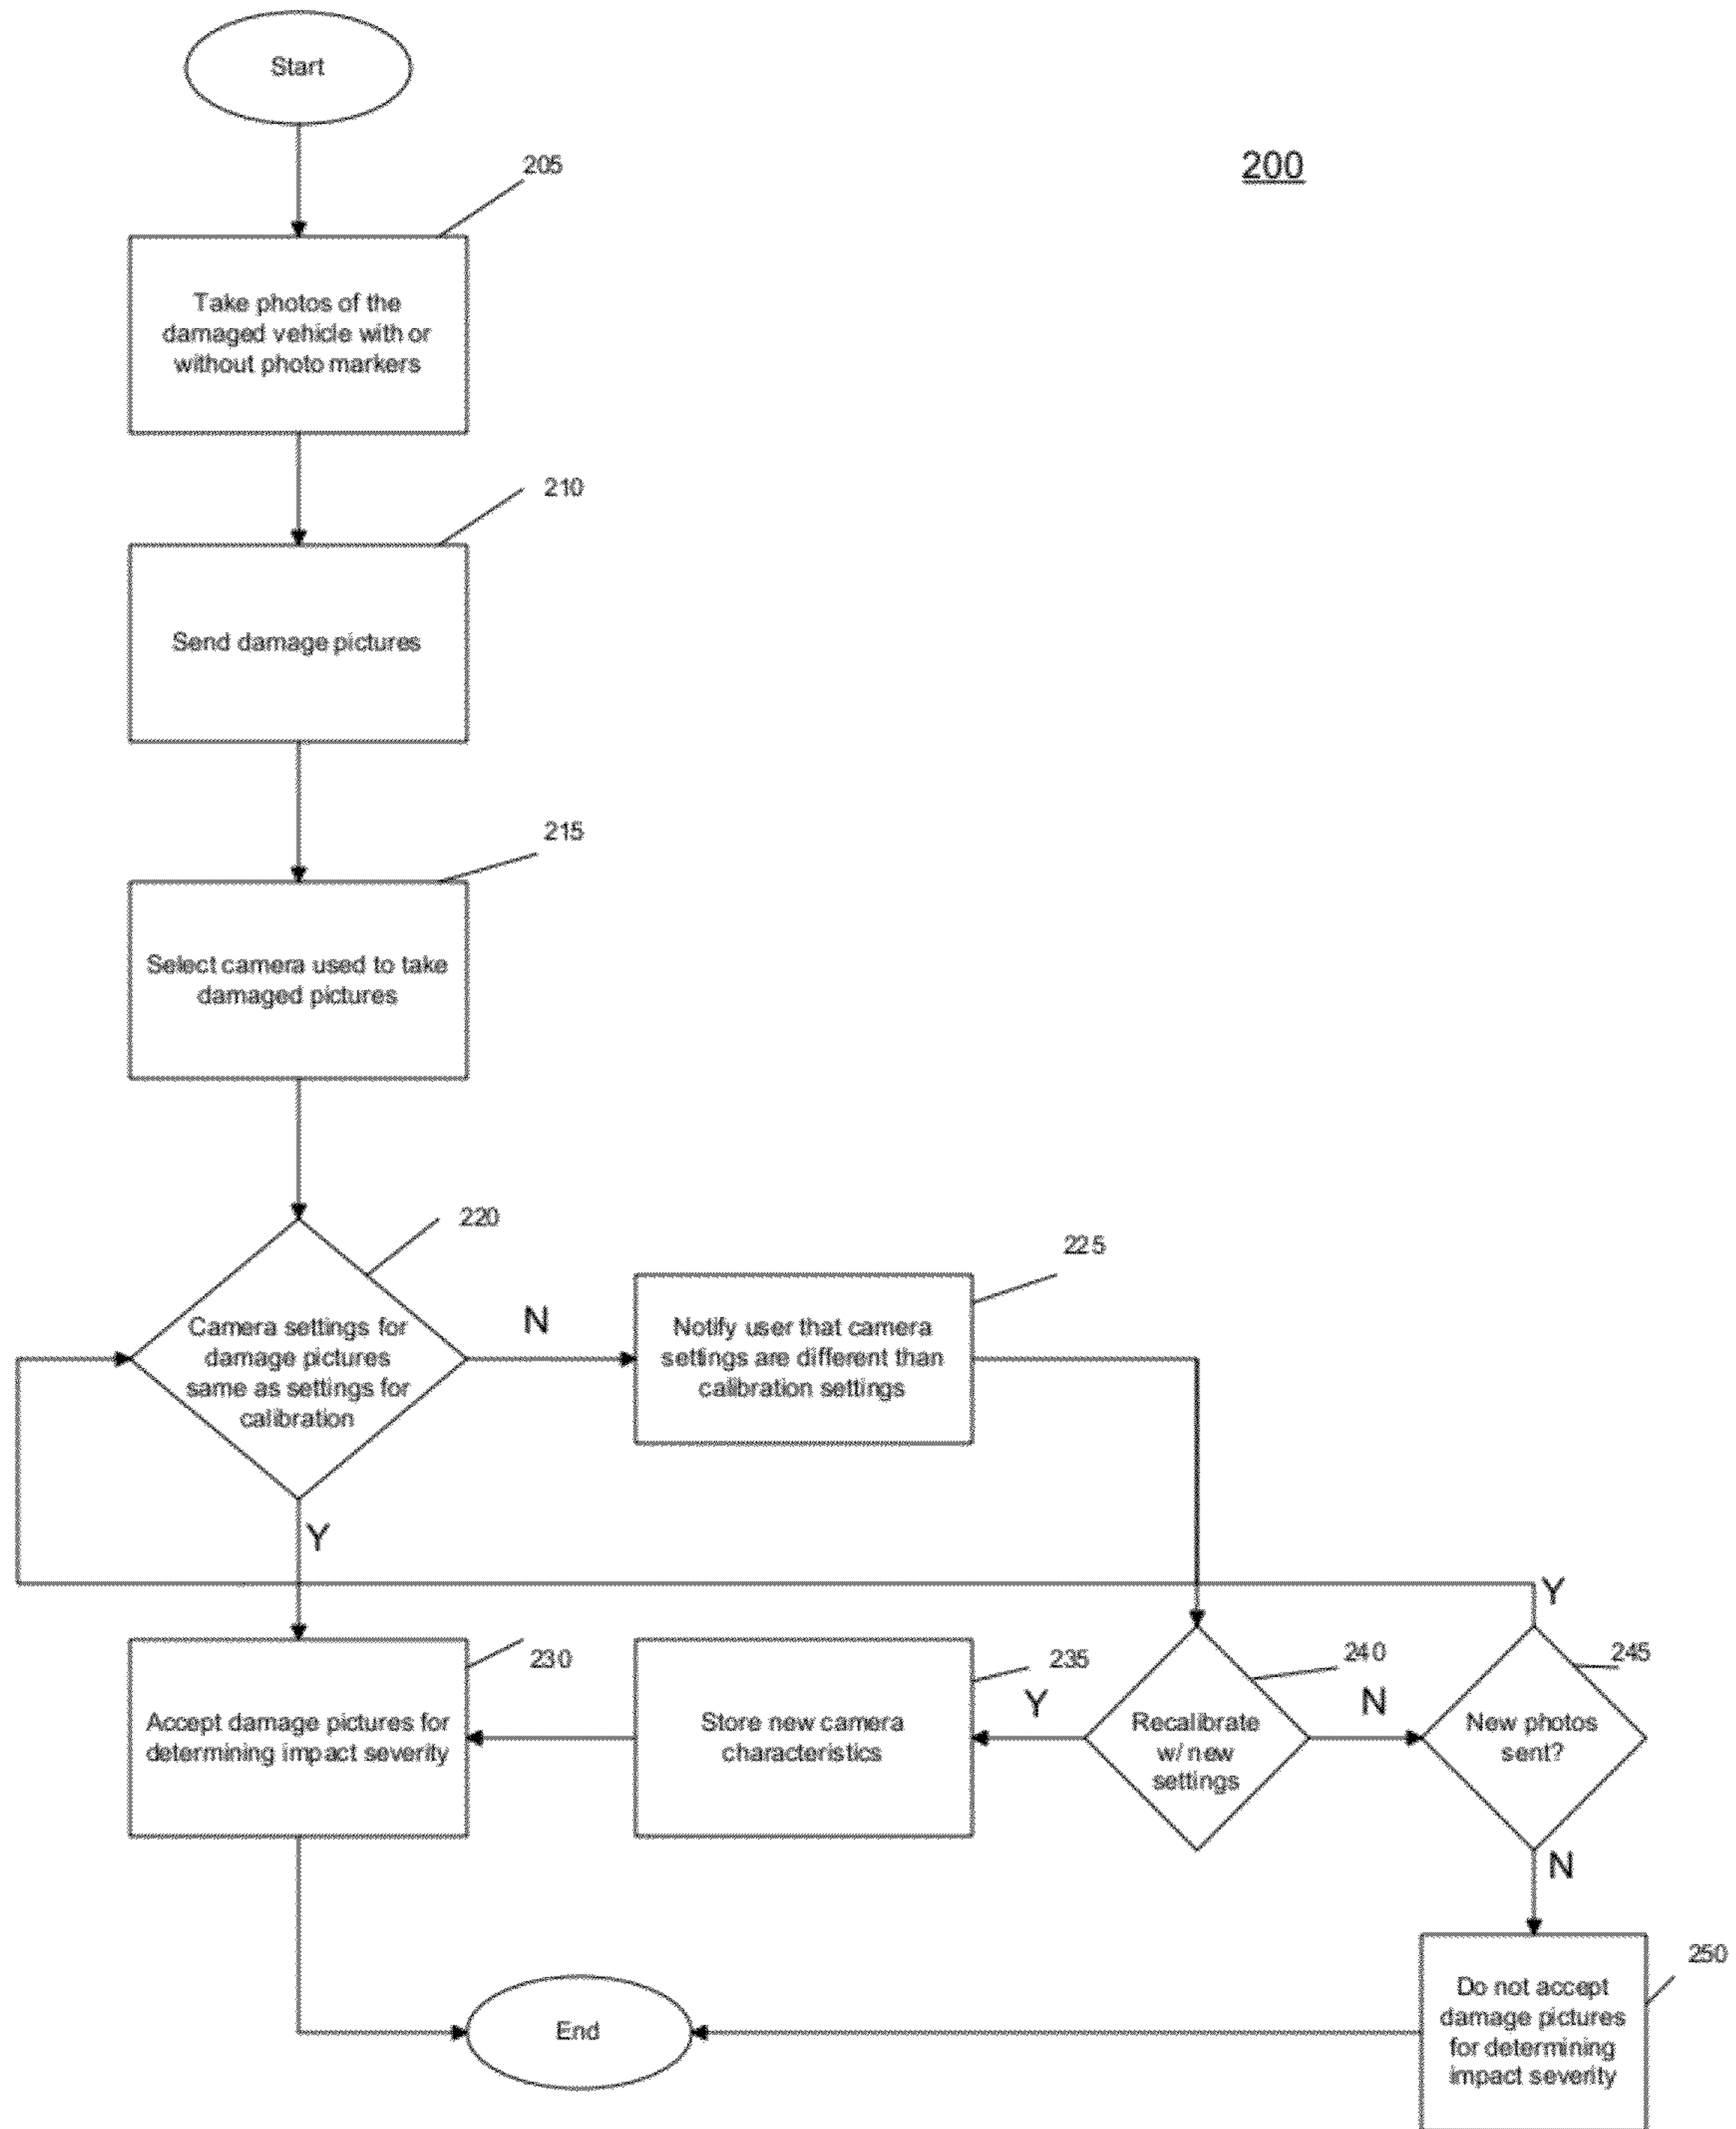 Start
205
200
Take photos of the
damaged vehicle with or
without photo markers
210
Send damage pictures
215
Select camera used to take
damaged pictures
220
225
Camera settings for
damage pictures
same as settings for
calibration
N
Notify user that camera
settings are different than
calibration settings
Y
Y
230
235
240
245
Accept damage pictures for
determining impact severity
Store new camera
characteristics
Y
Recalibrate
w/ new
settings
N
New photos
sent?
N
250
End
Do not accept
damage pictures
for determining
impact severity